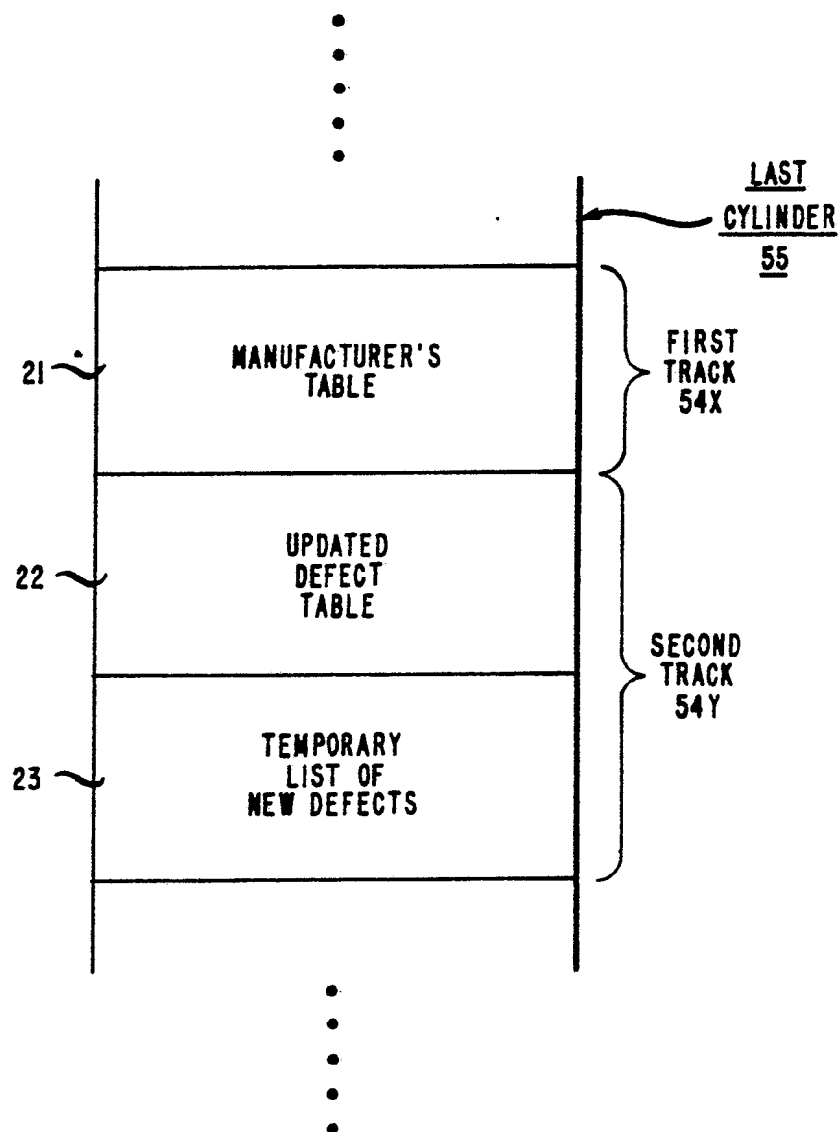 LAST
CYLINDER
55
21
MANUFACTURER'S
TABLE
FIRST
TRACK
54X
22
UPDATED
DEFECT
TABLE
SECOND
TRACK
54Y
23
TEMPORARY
LIST OF
NEW DEFECTS